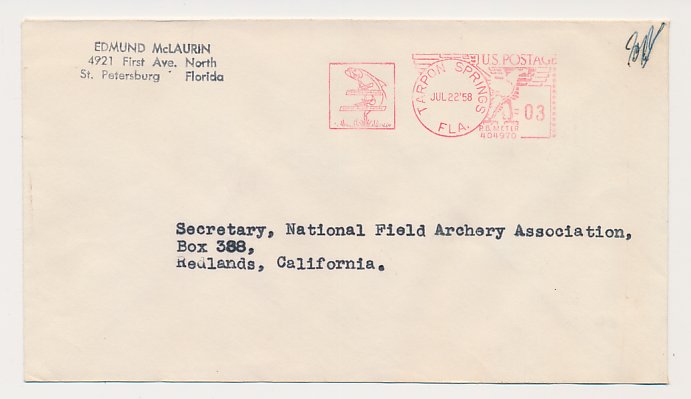 EDMUND McLAURIN
4921 First Ave. North
St. Petersburg Florida
TARPON SPRINGS
JUL 22 '58
FLA.
U.S. POSTAGE
03
P.B. METER
404970
Secretary, National Field Archery Association,
Box 388,
Redlands, California.